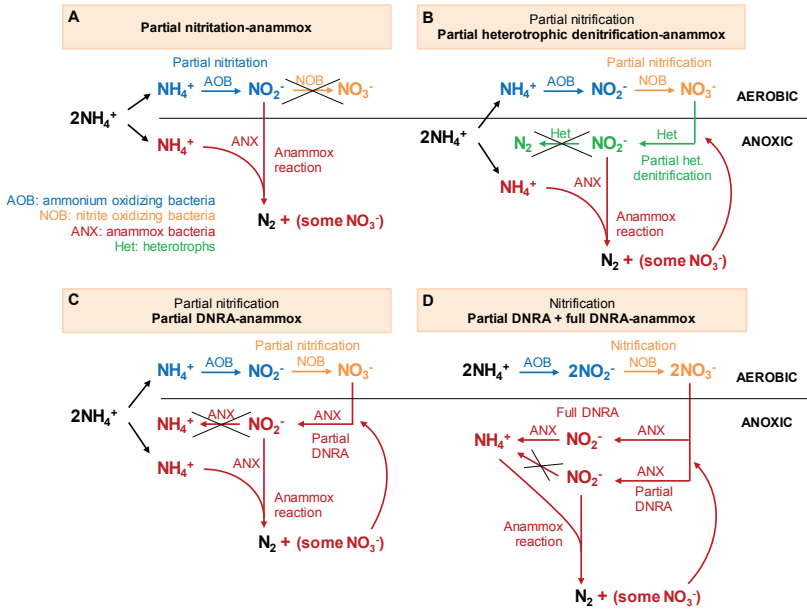 A
Partial nitritation-anammox
Partial nitritation
NH₄⁺ AOB NO₂⁻ NOB NO₃⁻
2NH₄⁺
NH₄⁺ ANX
Anammox
reaction
N₂ + (some NO₃⁻)
AOB: ammonium oxidizing bacteria
NOB: nitrite oxidizing bacteria
ANX: anammox bacteria
Het: heterotrophs
B
Partial nitrification
Partial heterotrophic denitrification-anammox
Partial nitrification
NH₄⁺ AOB NO₂⁻ NOB NO₃⁻
AEROBIC
2NH₄⁺
ANOXIC
N₂ Het NO₂⁻ Het
Partial het.
denitrification
NH₄⁺ ANX
Anammox
reaction
N₂ + (some NO₃⁻)
C
Partial nitrification
Partial DNRA-anammox
Partial nitrification
NH₄⁺ AOB NO₂⁻ NOB NO₃⁻
2NH₄⁺
NH₄⁺ ANX NO₂⁻ ANX
Partial
DNRA
NH₄⁺ ANX
Anammox
reaction
N₂ + (some NO₃⁻)
D
Nitrification
Partial DNRA + full DNRA-anammox
Nitrification
2NH₄⁺ AOB 2NO₂⁻ NOB 2NO₃⁻
AEROBIC
ANOXIC
Full DNRA
NH₄⁺ ANX NO₂⁻ ANX
NO₂⁻ ANX
Partial
DNRA
Anammox
reaction
N₂ + (some NO₃⁻)